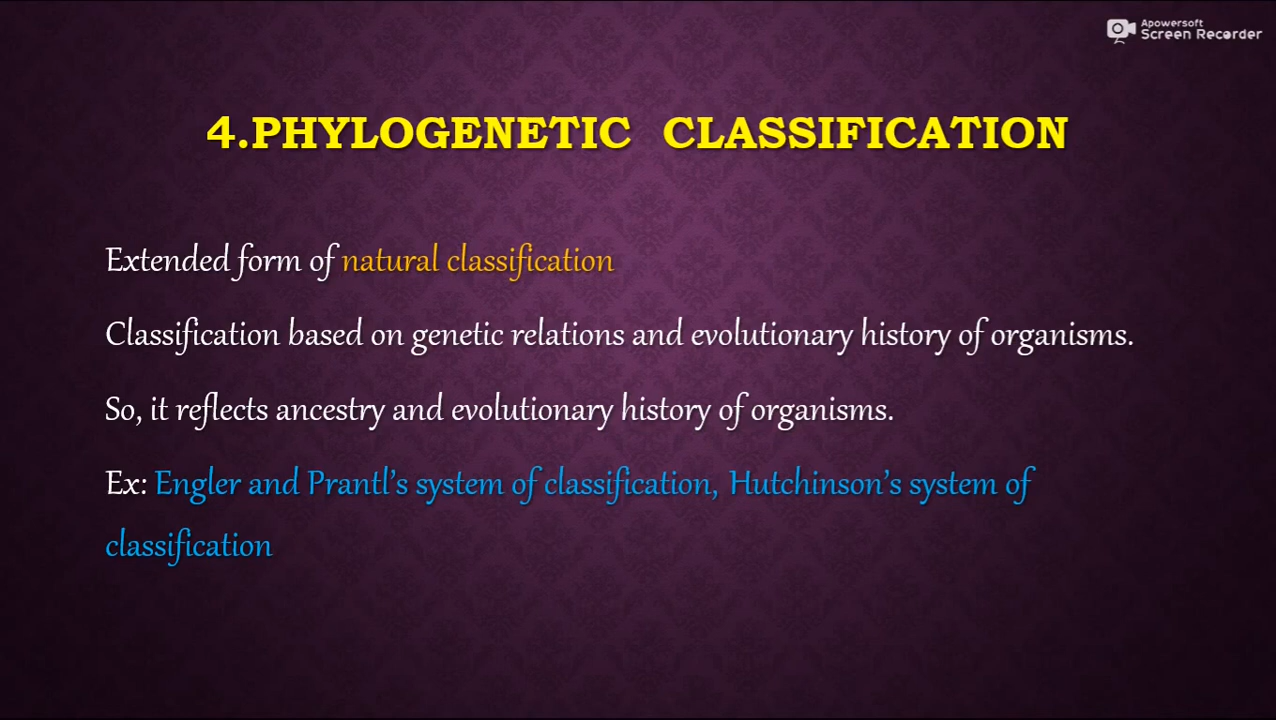 Apowersoft
Screen Recorder
4.PHYLOGENETIC CLASSIFICATION
Extended form of natural classification
Classification based on genetic relations and evolutionary history of organisms.
So, it reflects ancestry and evolutionary history of organisms.
Ex: Engler and Prantl’s system of classification, Hutchinson’s system of
classification